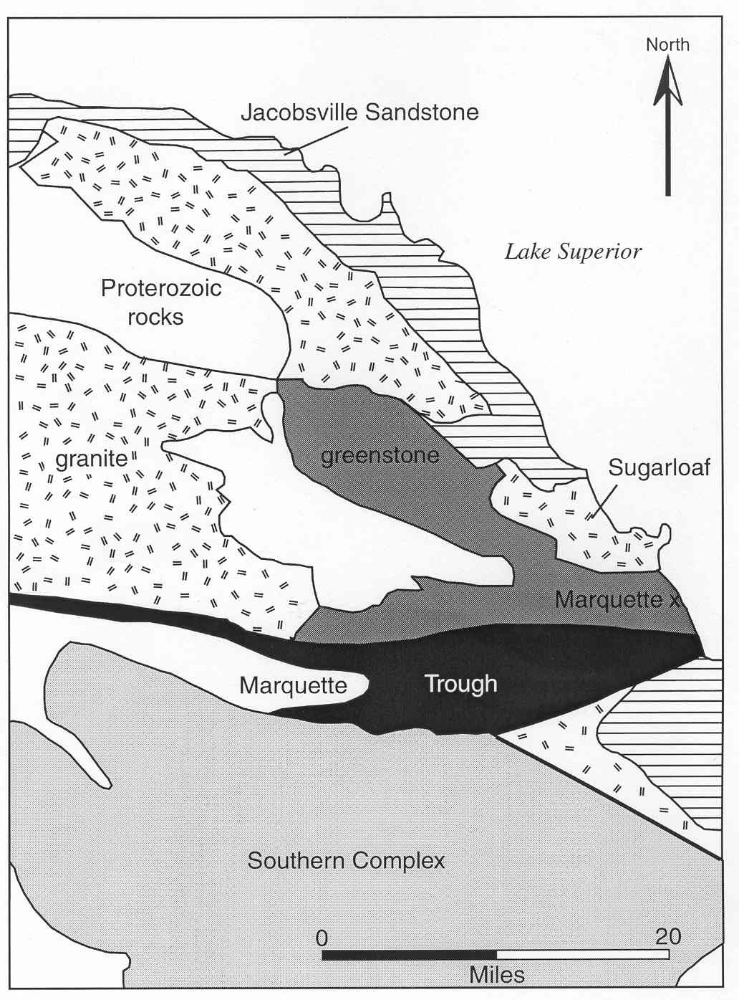 North
Jacobsville Sandstone
Lake Superior
Proterozoic
rocks
greenstone
granite
Sugarloaf
Marquette x
Marquette
Trough
Southern Complex
0
20
Miles